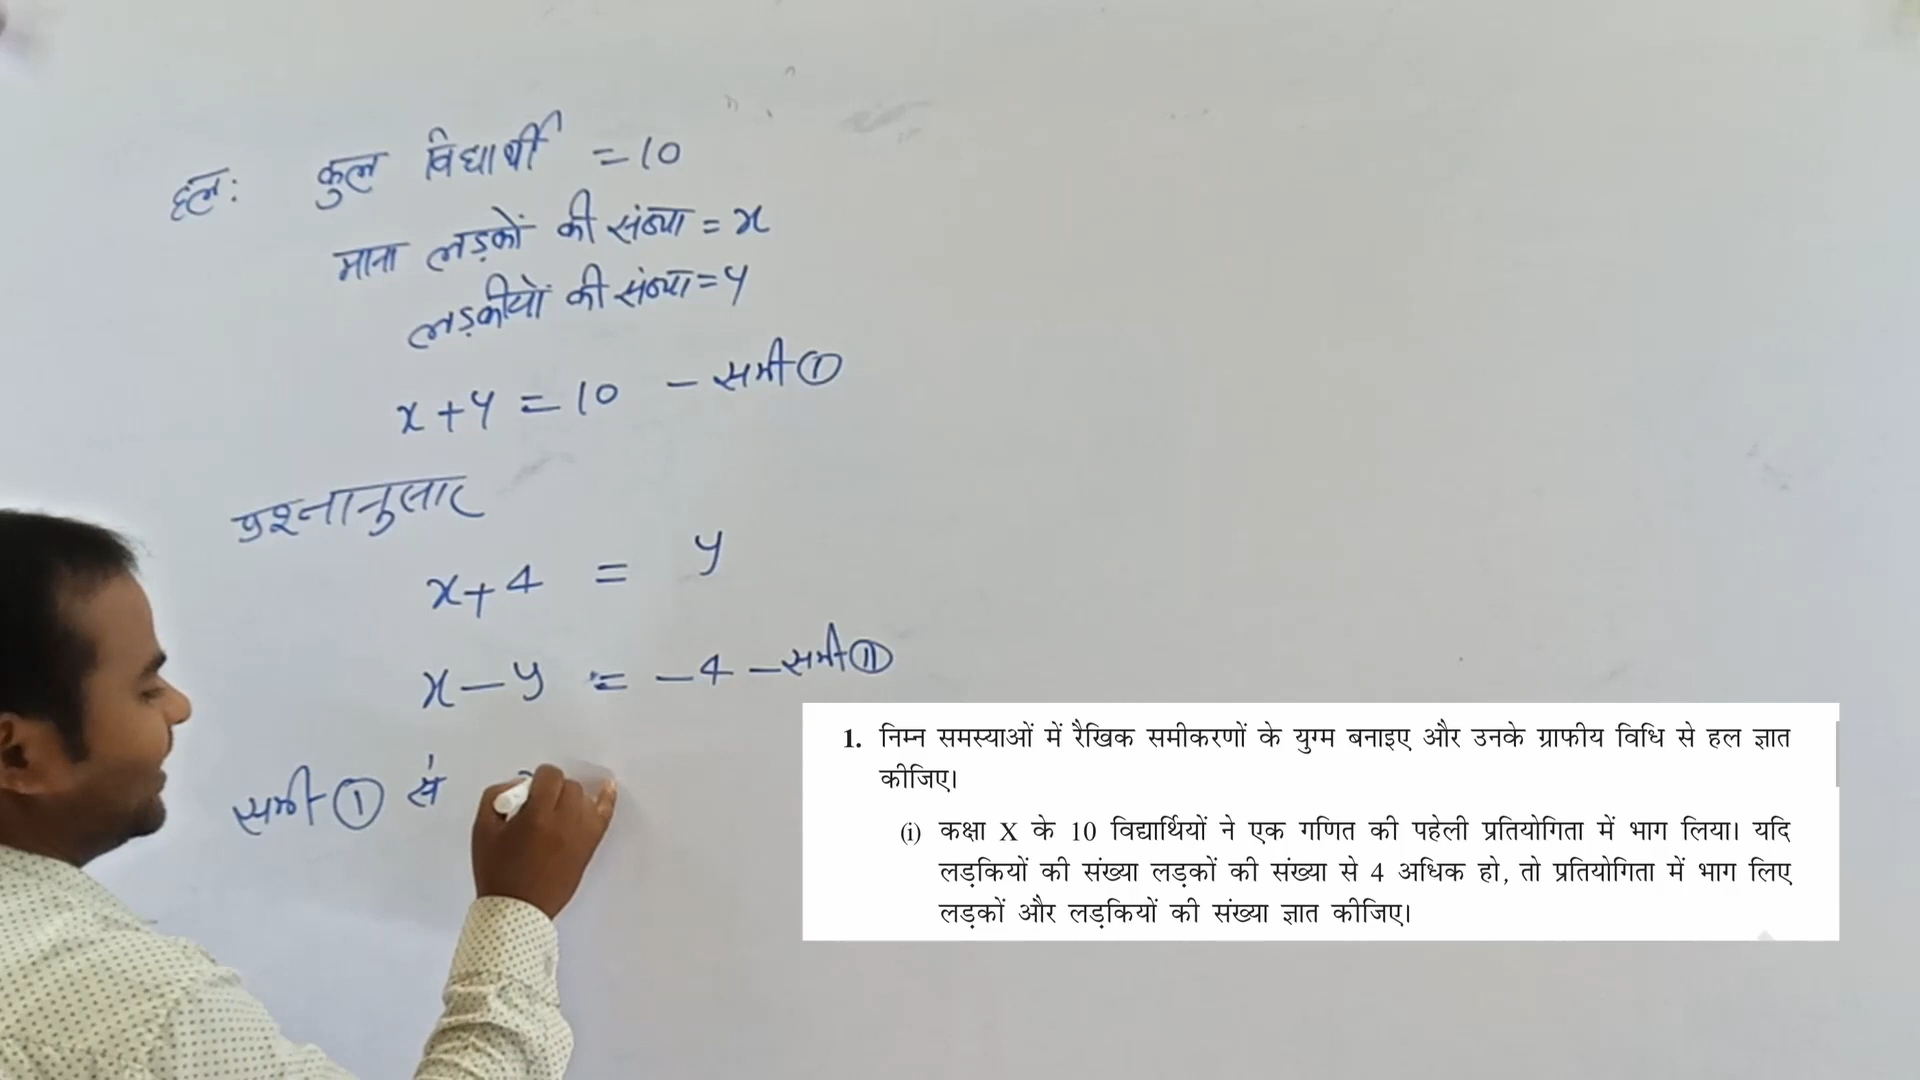 हल: कुल विद्यार्थी = 10
माना लड़कों की संख्या = x
लड़कीयों की संख्या = y
x + y = 10 – समी ①
प्रश्नानुसार
x + 4 = y
x – y = – 4 – समी Ⓘ Ⓘ
समी ① से
1. निम्न समस्याओं में रैखिक समीकरणों के युग्म बनाइए और उनके ग्राफीय विधि से हल ज्ञात
कीजिए।
(i) कक्षा X के 10 विद्यार्थियों ने एक गणित की पहेली प्रतियोगिता में भाग लिया। यदि
लड़कियों की संख्या लड़कों की संख्या से 4 अधिक हो, तो प्रतियोगिता में भाग लिए
लड़कों और लड़कियों की संख्या ज्ञात कीजिए।